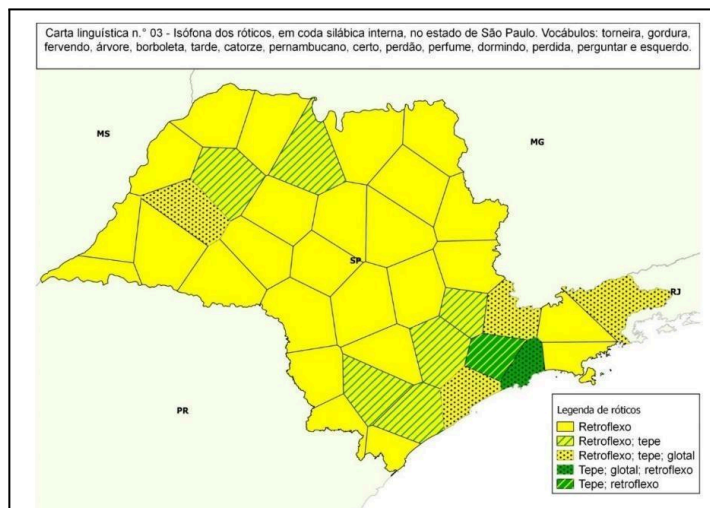 Carta linguística n.° 03 - Isófona dos róticos, em coda silábica interna, no estado de São Paulo. Vocábulos: torneira, gordura,
fervendo, árvore, borboleta, tarde, catorze, pernambucano, certo, perdão, perfume, dormindo, perdida, perguntar e esquerdo.
MS
MG
SP
RJ
PR
Legenda de róticos
Retroflexo
Retroflexo; tepe
Retroflexo; tepe; glotal
Tepe; glotal; retroflexo
Tepe; retroflexo